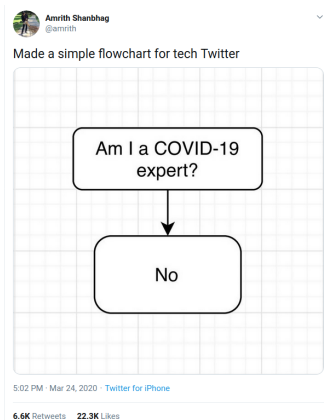 Amrith Shanbhag
@amrith
Made a simple flowchart for tech Twitter
Am I a COVID-19
expert?
No
5:02 PM · Mar 24, 2020 · Twitter for iPhone
6.6K Retweets 22.3K Likes